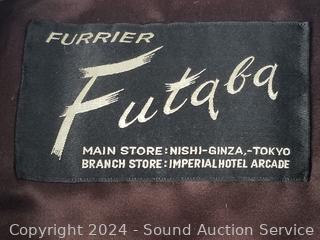 FURRIER
Futaba
MAIN STORE: NISHI-GINZA,-TOKYO
BRANCH STORE: IMPERIAL HOTEL ARCADE
Copyright 2024 - Sound Auction Service